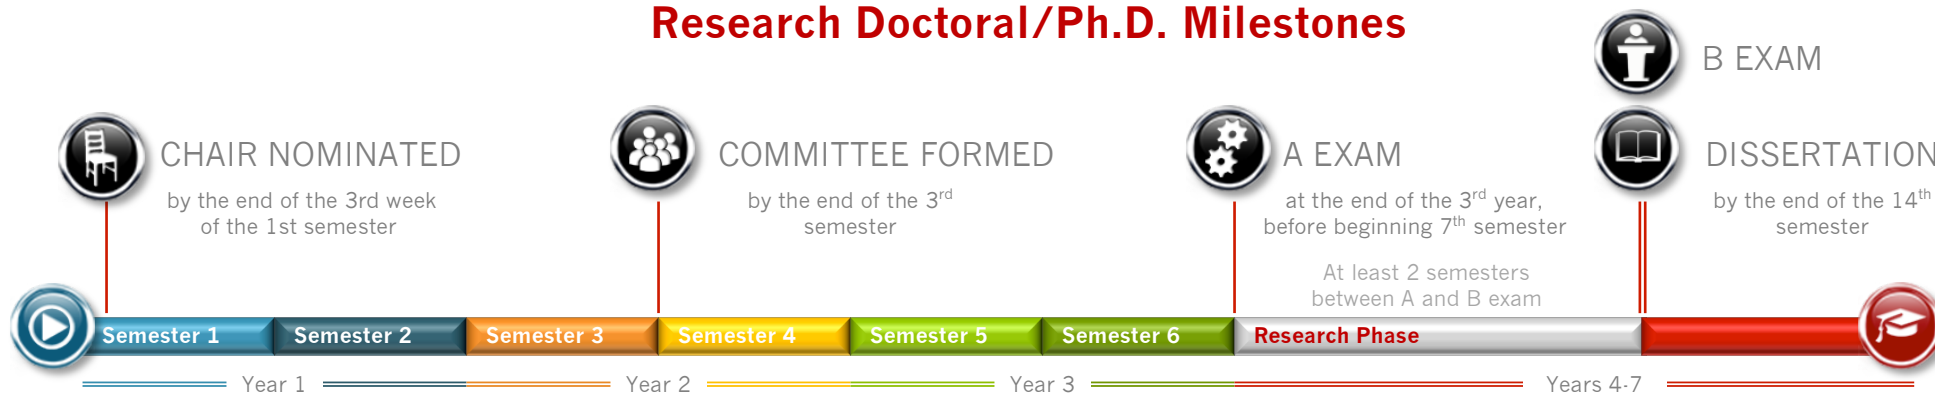 Research Doctoral/Ph.D. Milestones
B EXAM
CHAIR NOMINATED
by the end of the 3rd week
of the 1st semester
COMMITTEE FORMED
by the end of the 3rd
semester
A EXAM
at the end of the 3rd year,
before beginning 7th semester
At least 2 semesters
between A and B exam
DISSERTATION
by the end of the 14th
semester
Semester 1
Semester 2
Semester 3
Semester 4
Semester 5
Semester 6
Research Phase
Year 1
Year 2
Year 3
Years 4-7